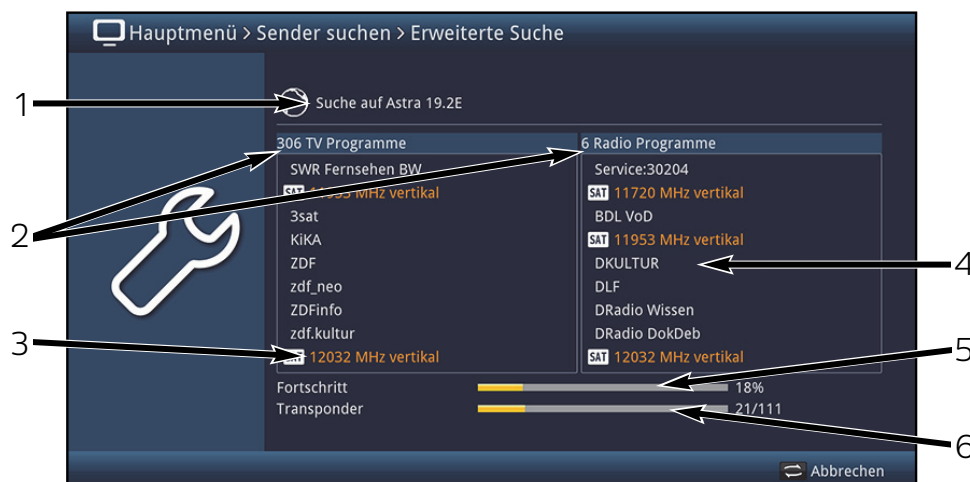 Hauptmenü > Sender suchen > Erweiterte Suche
1
Suche auf Astra 19.2E
306 TV Programme
6 Radio Programme
2
SWR Fernsehen BW
SAT 11953 MHz vertikal
3sat
KiKA
ZDF
zdf_neo
ZDFinfo
zdf.kultur
3
SAT 12032 MHz vertikal
Service:30204
SAT 11720 MHz vertikal
BDL VoD
SAT 11953 MHz vertikal
DKULTUR
4
DLF
DRadio Wissen
DRadio DokDeb
SAT 12032 MHz vertikal
5
Fortschritt 18%
Transponder 21/111
6
Abbrechen